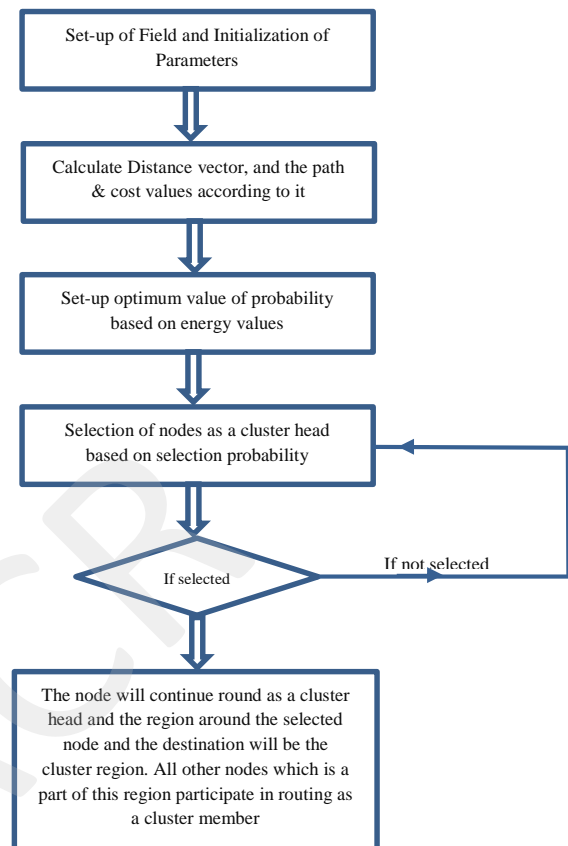 Set-up of Field and Initialization of
Parameters
Calculate Distance vector, and the path
& cost values according to it
Set-up optimum value of probability
based on energy values
Selection of nodes as a cluster head
based on selection probability
If selected
If not selected
The node will continue round as a cluster
head and the region around the selected
node and the destination will be the
cluster region. All other nodes which is a
part of this region participate in routing as
a cluster member
CR